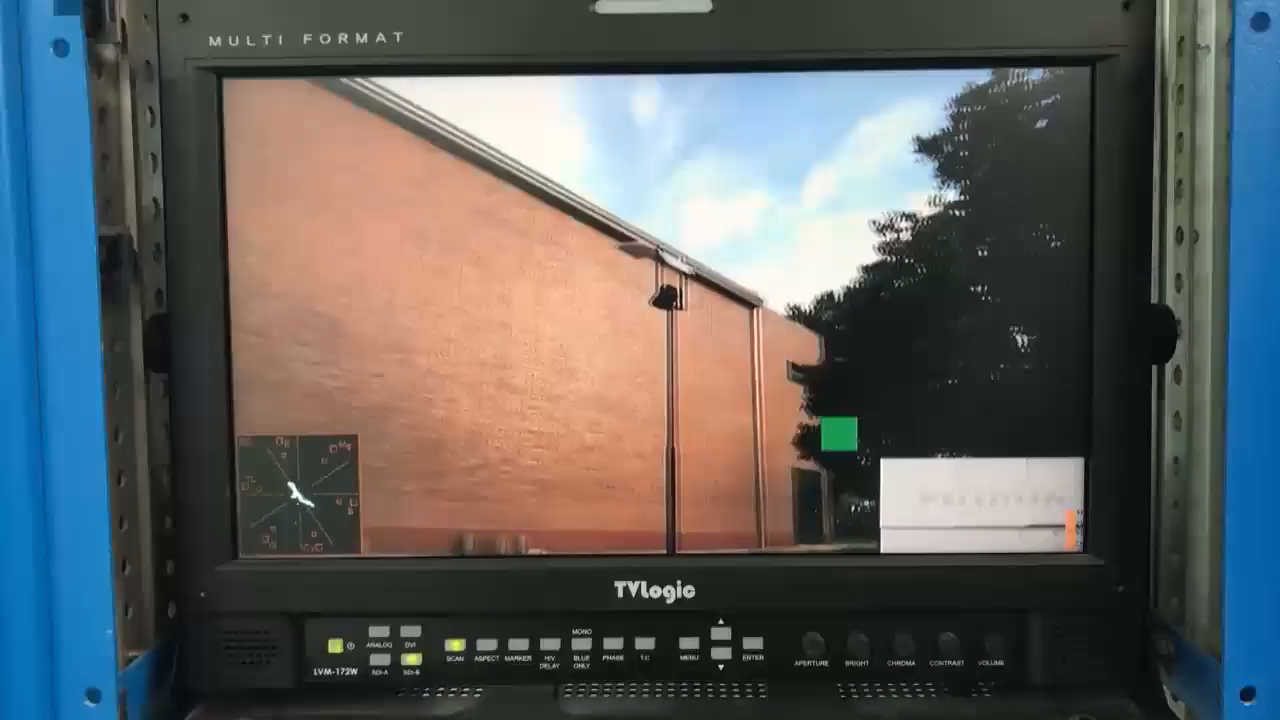 MULTI FORMAT
TVLogic
LVM-172W
ANALOG
DVI
SDI-A
SDI-B
SCAN
ASPECT
MARKER
H/V
DELAY
MONO
BLUE
ONLY
PHASE
T.C
MENU
ENTER
APERTURE
BRIGHT
CHROMA
CONTRAST
VOLUME